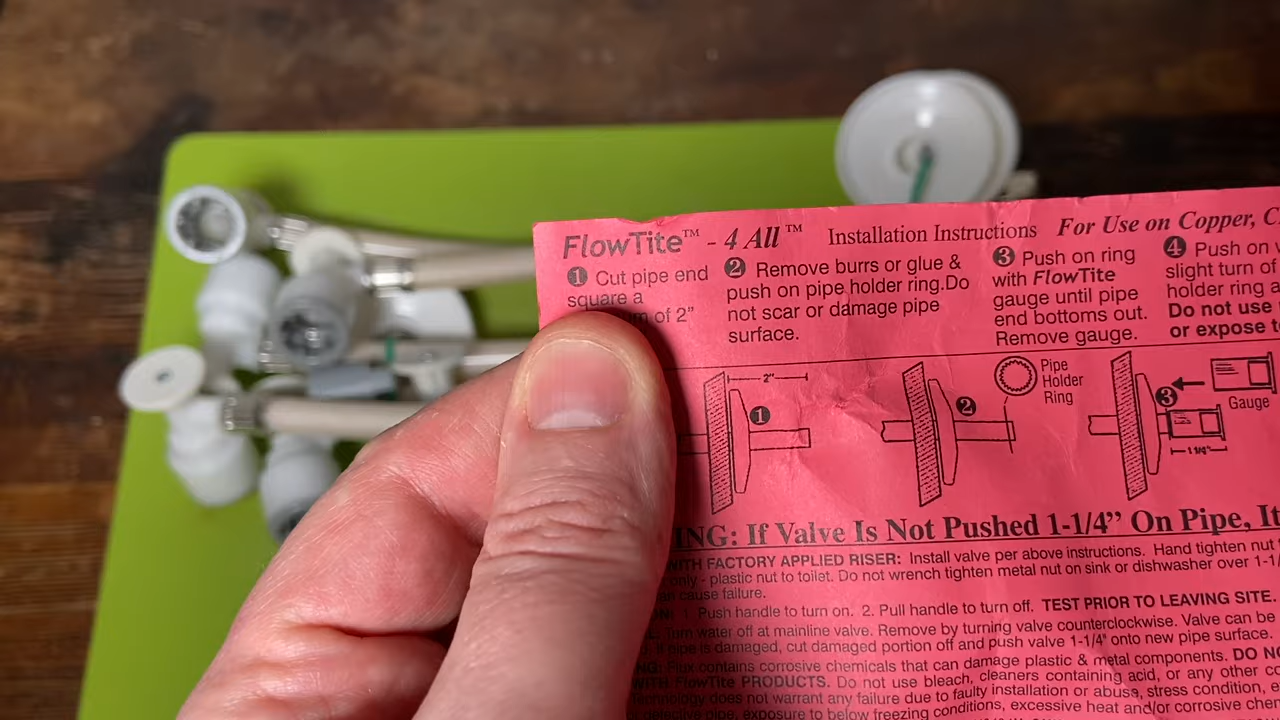 FlowTite™ - 4 All™ Installation Instructions For Use on Copper, C
❶ Cut pipe end
square a
m of 2”
❷ Remove burrs or glue &
push on pipe holder ring.Do
not scar or damage pipe
surface.
❸ Push on ring
with FlowTite
gauge until pipe
end bottoms out.
Remove gauge.
❹ Push on
slight turn of
holder ring a
Do not use
or expose t
2”
❶
❷
Pipe
Holder
Ring
❸
Gauge
1 1/4”
ING: If Valve Is Not Pushed 1-1/4” On Pipe, It
WITH FACTORY APPLIED RISER: Install valve per above instructions. Hand tighten nut
only - plastic nut to toilet. Do not wrench tighten metal nut on sink or dishwasher over 1-1/
an cause failure.
N: 1. Push handle to turn on. 2. Pull handle to turn off. TEST PRIOR TO LEAVING SITE.
L: Turn water off at mainline valve. Remove by turning valve counterclockwise. Valve can be
If pipe is damaged, cut damaged portion off and push valve 1-1/4" onto new pipe surface.
NG: Flux contains corrosive chemicals that can damage plastic & metal components. DO NO
WITH FlowTite PRODUCTS. Do not use bleach, cleaners containing acid, or any other co
Technology does not warrant any failure due to faulty installation or abuse, stress condition, e
r defective pipe, exposure to below freezing conditions, excessive heat and/or corrosive cher